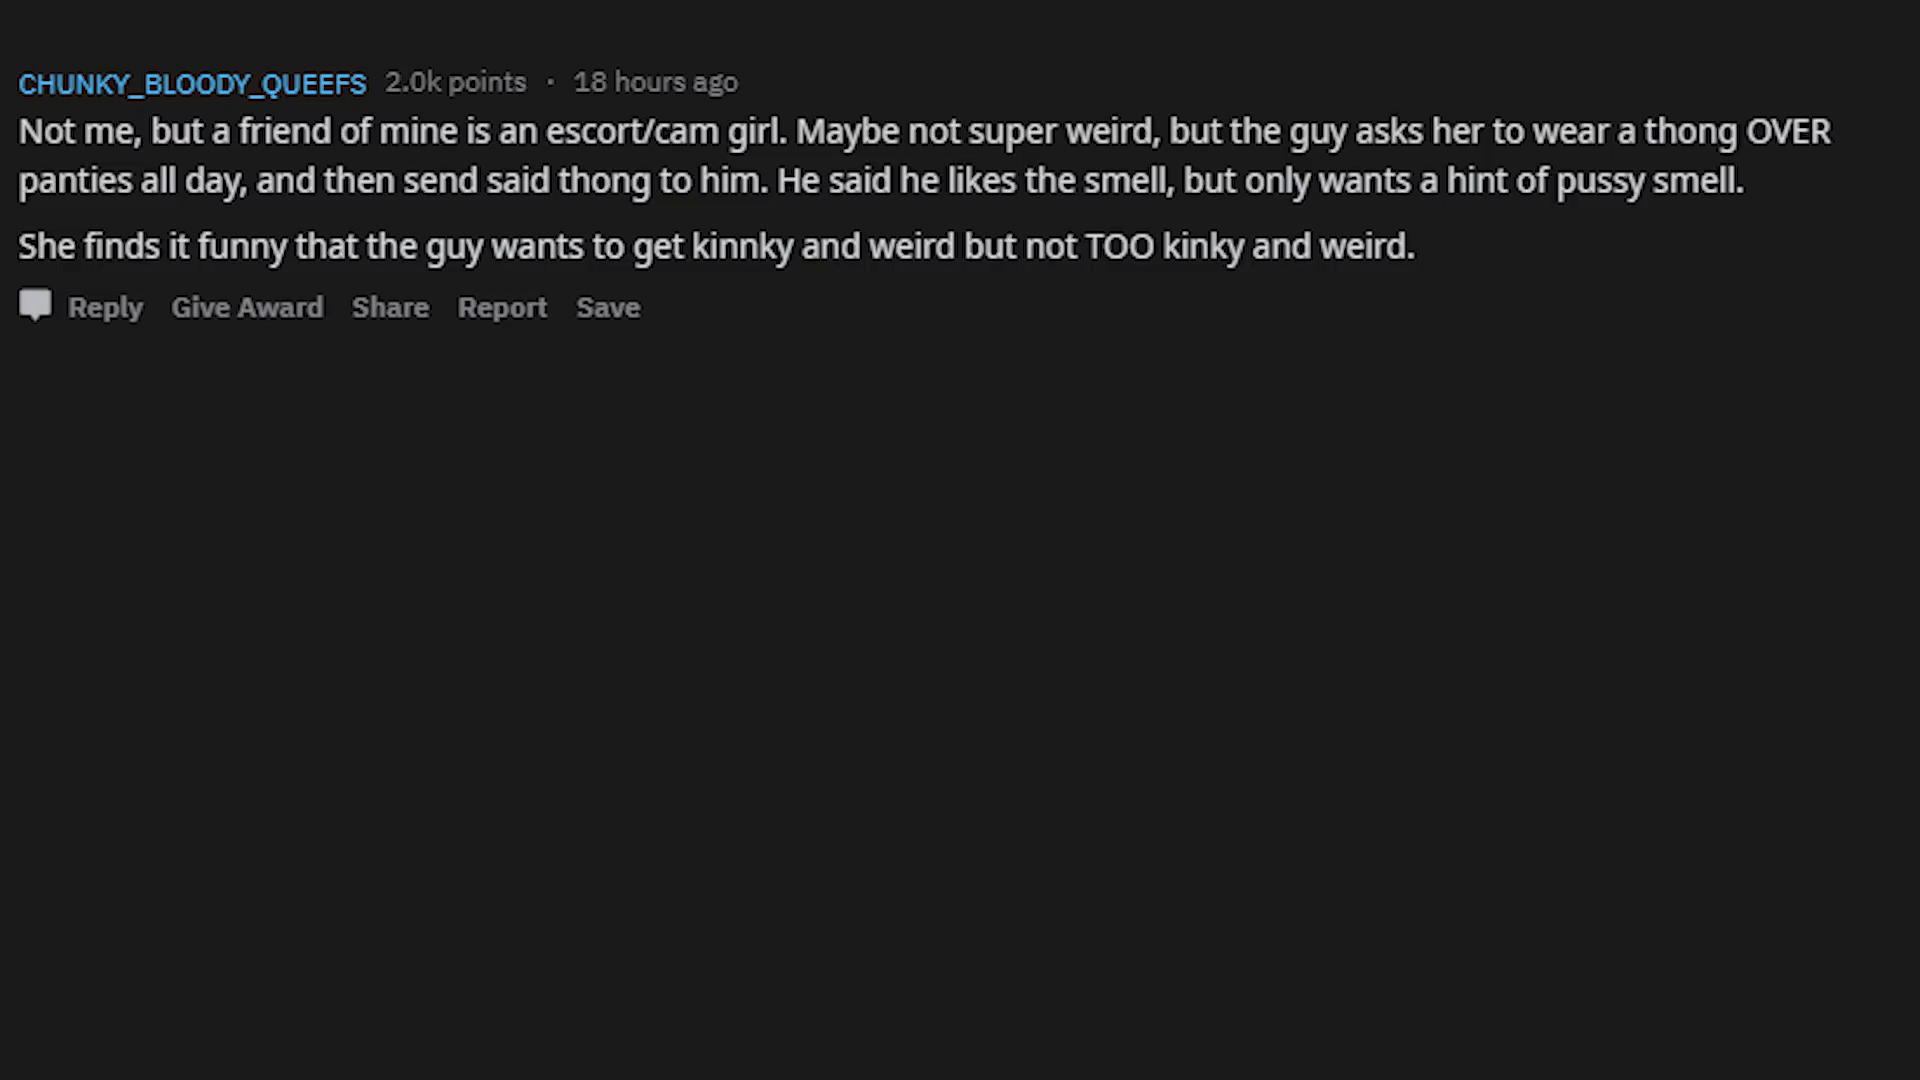 CHUNKY_BLOODY_QUEEFS 2.0k points · 18 hours ago
Not me, but a friend of mine is an escort/cam girl. Maybe not super weird, but the guy asks her to wear a thong OVER
panties all day, and then send said thong to him. He said he likes the smell, but only wants a hint of pussy smell.
She finds it funny that the guy wants to get kinnky and weird but not TOO kinky and weird.
Reply Give Award Share Report Save